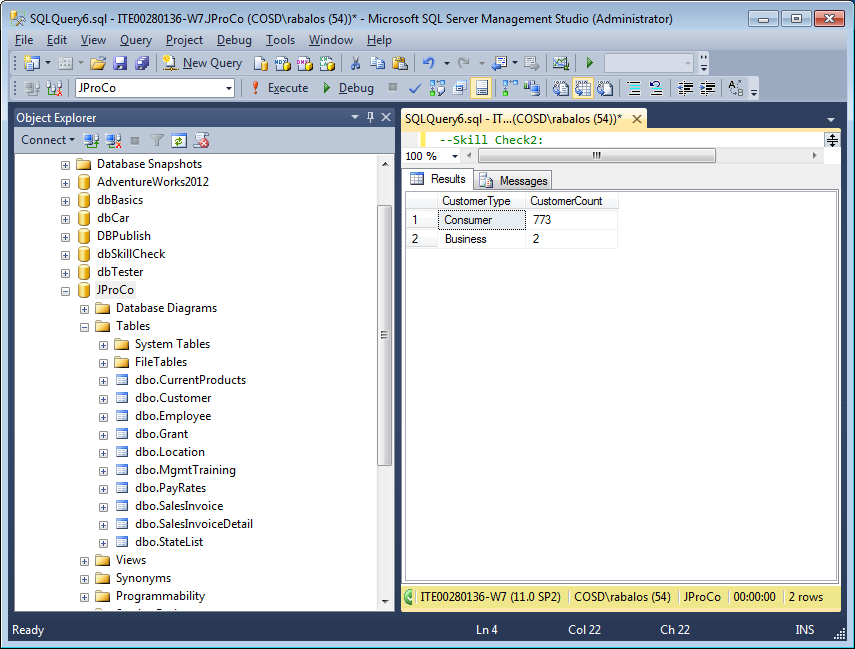 SQLQuery6.sql - ITE00280136-W7.JProCo (COSD\rabalos (54))* - Microsoft SQL Server Management Studio (Administrator)
File Edit View Query Project Debug Tools Window Help
New Query
JProCo Execute Debug
Object Explorer
Connect
Database Snapshots
AdventureWorks2012
dbBasics
dbCar
DBPublish
dbSkillCheck
dbTester
JProCo
Database Diagrams
Tables
System Tables
FileTables
dbo.CurrentProducts
dbo.Customer
dbo.Employee
dbo.Grant
dbo.Location
dbo.MgmtTraining
dbo.PayRates
dbo.SalesInvoice
dbo.SalesInvoiceDetail
dbo.StateList
Views
Synonyms
Programmability
SQLQuery6.sql - IT...(COSD\rabalos (54))*
--Skill Check2:
100 %
Results Messages
CustomerType CustomerCount
1 Consumer 773
2 Business 2
ITE00280136-W7 (11.0 SP2) COSD\rabalos (54) JProCo 00:00:00 2 rows
Ready Ln 4 Col 22 Ch 22 INS